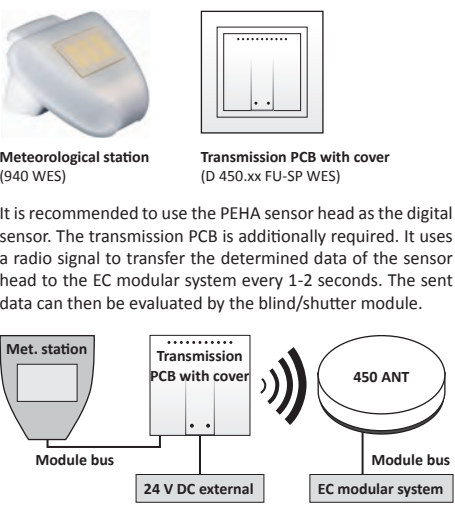 Meteorological station
(940 WES)
Transmission PCB with cover
(D 450.xx FU-SP WES)
It is recommended to use the PEHA sensor head as the digital
sensor. The transmission PCB is additionally required. It uses
a radio signal to transfer the determined data of the sensor
head to the EC modular system every 1-2 seconds. The sent
data can then be evaluated by the blind/shutter module.
Met. station
Transmission
PCB with cover
450 ANT
Module bus
Module bus
24 V DC external
EC modular system